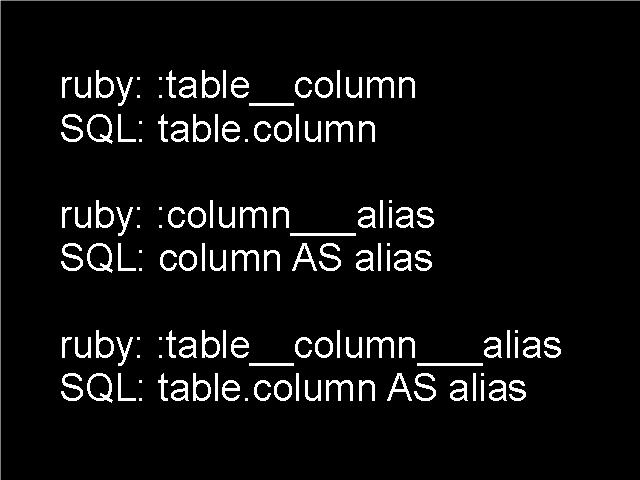 ruby: :table__column
SQL: table.column
ruby: :column___alias
SQL: column AS alias
ruby: :table__column___alias
SQL: table.column AS alias